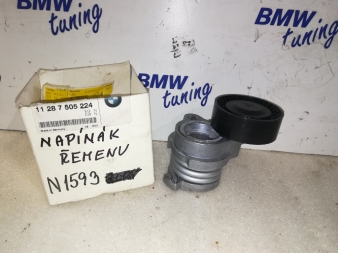 BMW
tuning
BMW
tuning
BMW
tuning
11 28 7 505 224
NAPÍNÁK
ŘEMENU
N1593